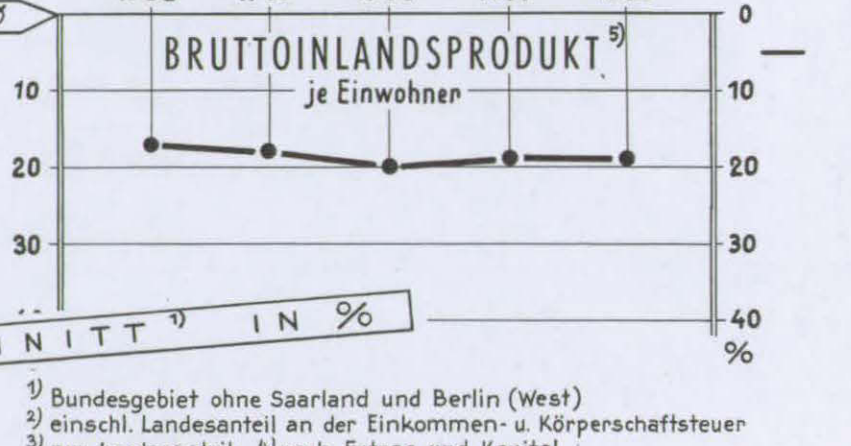 0
BRUTTOINLANDSPRODUKT 5)
je Einwohner
10 10
20 20
30 30
NITT 1) IN %
40
%
1) Bundesgebiet ohne Saarland und Berlin (West)
2) einschl. Landesanteil an der Einkommen- u. Körperschaftsteuer